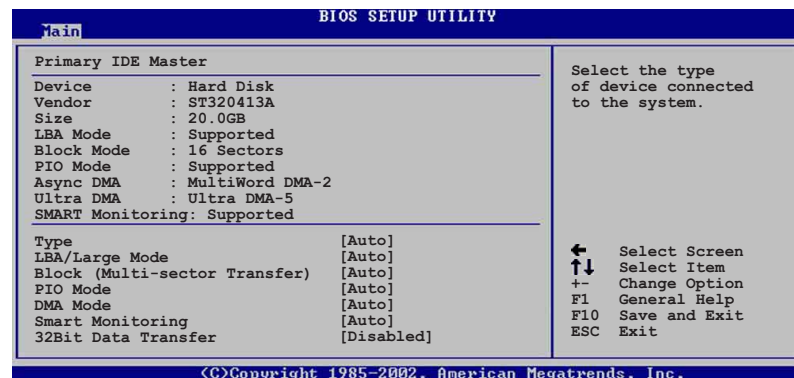 BIOS SETUP UTILITY
Main
Primary IDE Master
Device : Hard Disk
Vendor : ST320413A
Size : 20.0GB
LBA Mode : Supported
Block Mode : 16 Sectors
PIO Mode : Supported
Async DMA : MultiWord DMA-2
Ultra DMA : Ultra DMA-5
SMART Monitoring: Supported
Type [Auto]
LBA/Large Mode [Auto]
Block (Multi-sector Transfer) [Auto]
PIO Mode [Auto]
DMA Mode [Auto]
Smart Monitoring [Auto]
32Bit Data Transfer [Disabled]
Select the type
of device connected
to the system.
← Select Screen
↑↓ Select Item
+- Change Option
F1 General Help
F10 Save and Exit
ESC Exit
(C)Copyright 1985-2002, American Megatrends, Inc.